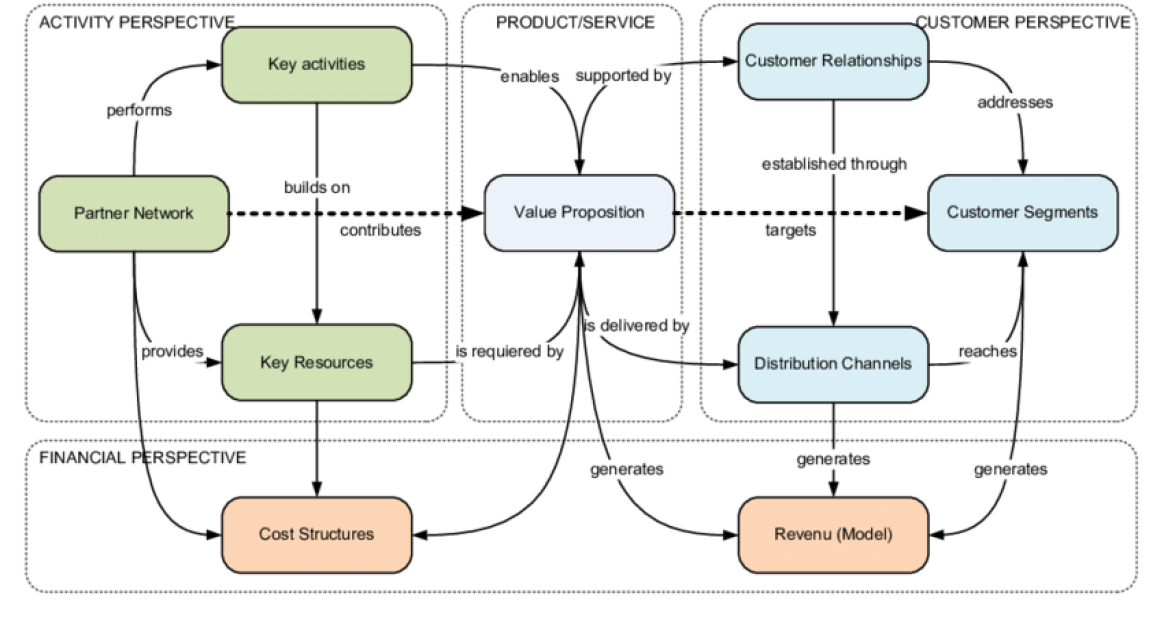 ACTIVITY PERSPECTIVE
PRODUCT/SERVICE
CUSTOMER PERSPECTIVE
Key activities
enables
supported by
Customer Relationships
performs
addresses
established through
builds on
Partner Network
contributes
Value Proposition
targets
Customer Segments
provides
Key Resources
is requiered by
is delivered by
Distribution Channels
reaches
FINANCIAL PERSPECTIVE
generates
generates
generates
Cost Structures
Revenu (Model)